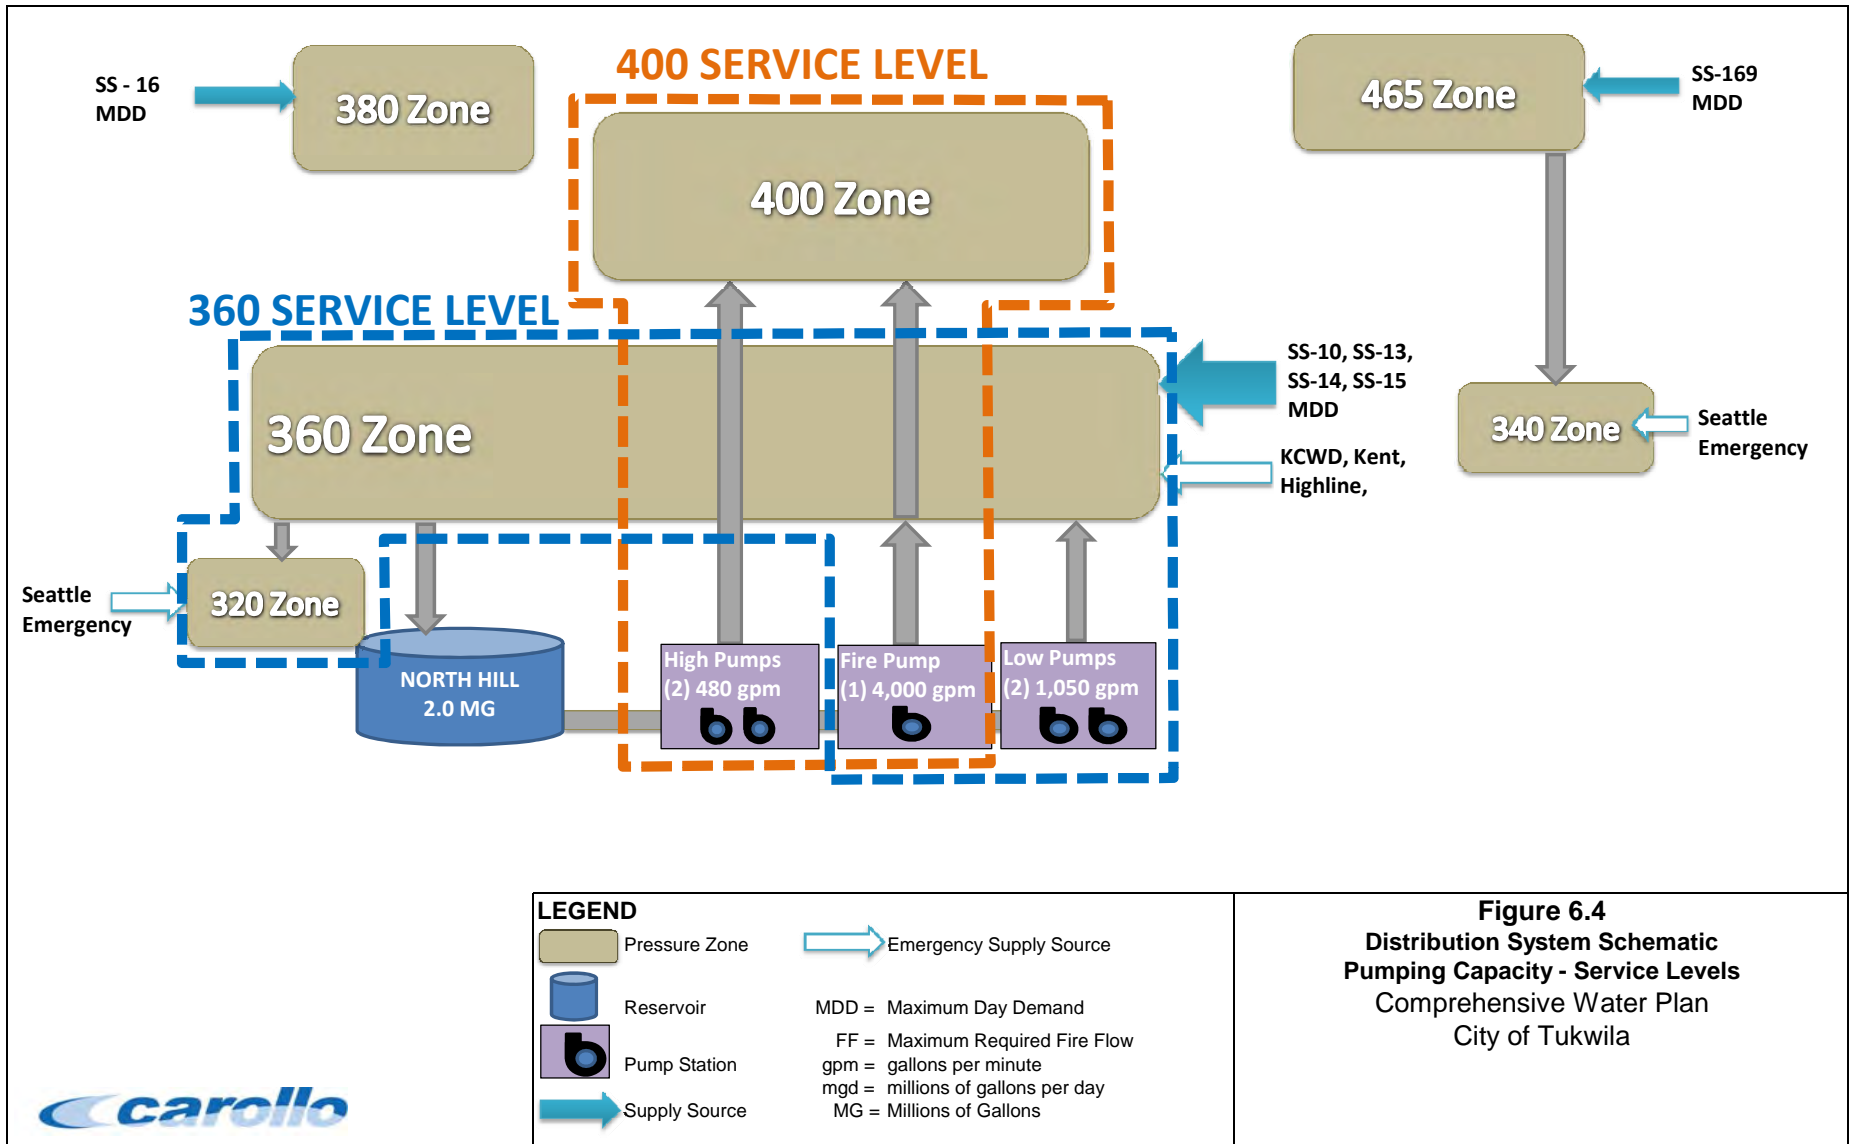 400 SERVICE LEVEL
SS - 16
MDD
380 Zone
465 Zone
SS-169
MDD
400 Zone
360 SERVICE LEVEL
360 Zone
SS-10, SS-13,
SS-14, SS-15
MDD
KCWD, Kent,
Highline,
340 Zone
Seattle
Emergency
Seattle
Emergency
320 Zone
NORTH HILL
2.0 MG
High Pumps
(2) 480 gpm
Fire Pump
(1) 4,000 gpm
Low Pumps
(2) 1,050 gpm
LEGEND
Pressure Zone
Reservoir
Pump Station
Supply Source
Emergency Supply Source
MDD = Maximum Day Demand
FF = Maximum Required Fire Flow
gpm = gallons per minute
mgd = millions of gallons per day
MG = Millions of Gallons
Figure 6.4
Distribution System Schematic
Pumping Capacity - Service Levels
Comprehensive Water Plan
City of Tukwila
carollo